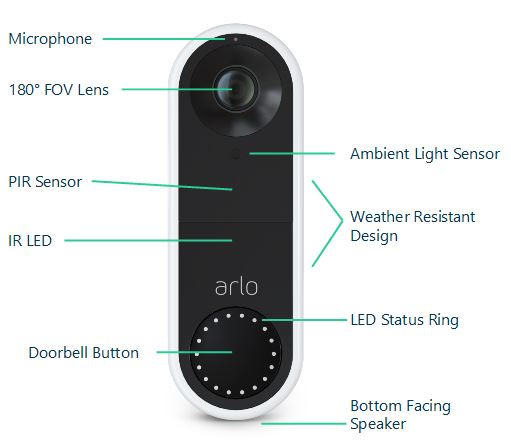 Microphone
180° FOV Lens
Ambient Light Sensor
PIR Sensor
Weather Resistant
Design
IR LED
arlo
LED Status Ring
Doorbell Button
Bottom Facing
Speaker